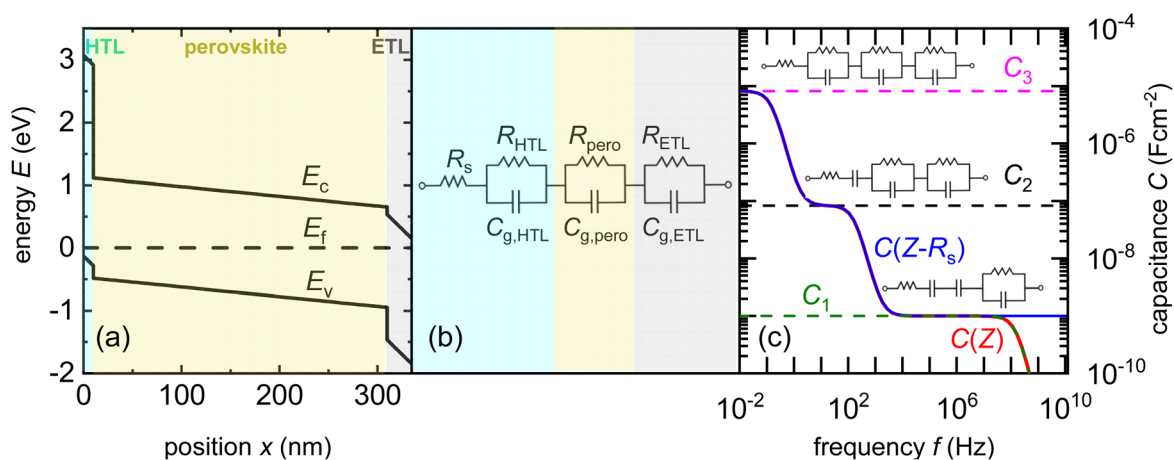 HTL
perovskite
ETL
energy E (eV)
3
2
1
0
-1
-2
E_c
E_f
E_v
(a)
0
100
200
300
position x (nm)
R_s
R_HTL
R_pero
R_ETL
C_g,HTL
C_g,pero
C_g,ETL
(b)
C_3
C_2
C(Z-R_s)
C_1
C(Z)
(c)
10^-4
10^-6
10^-8
10^-10
capacitance C (Fcm^-2)
10^-2
10^2
10^6
10^10
frequency f (Hz)